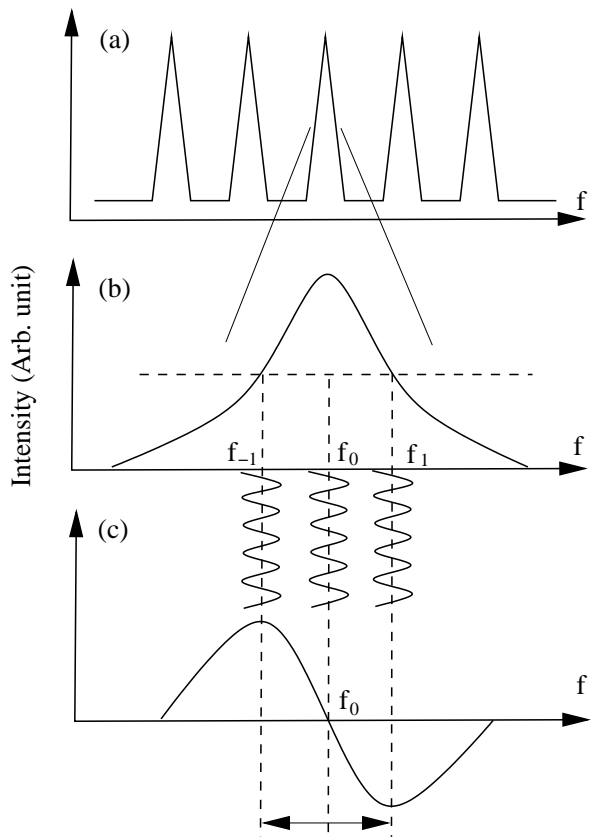 (a)
f
(b)
Intensity (Arb. unit)
f₋₁
f₀
f₁
f
(c)
f
f₀